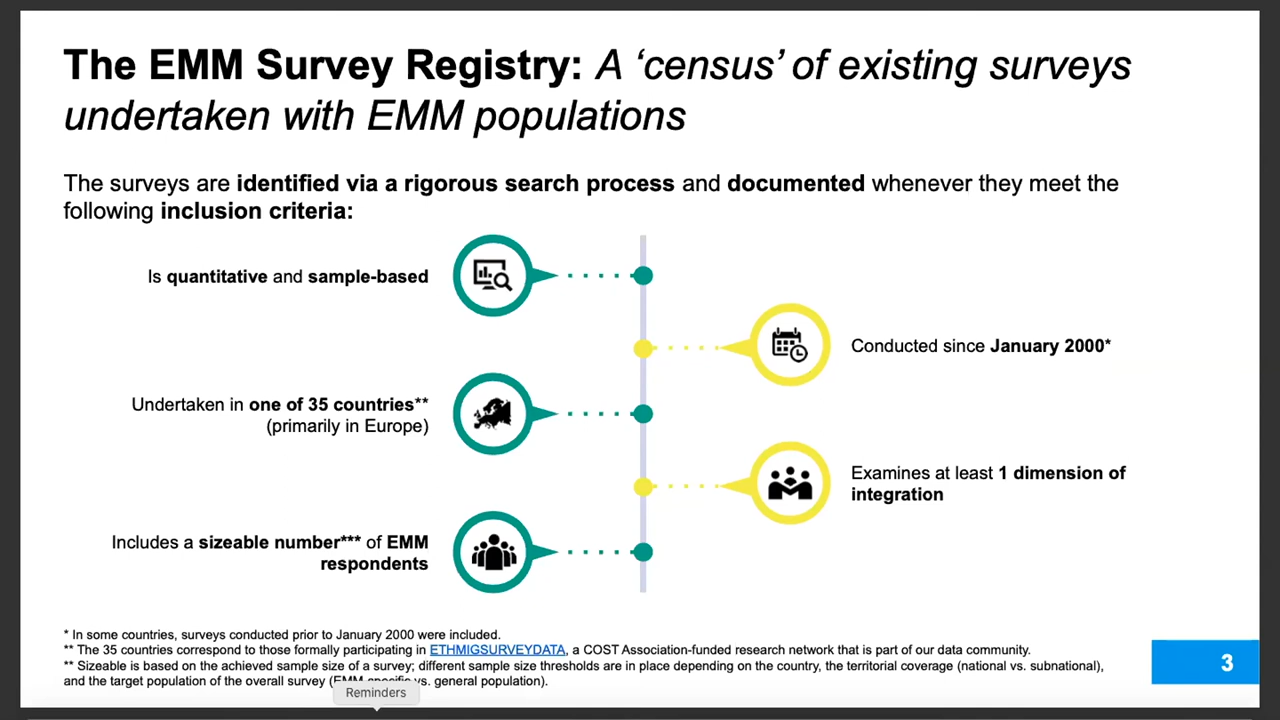 The EMM Survey Registry: A ‘census’ of existing surveys
undertaken with EMM populations
The surveys are identified via a rigorous search process and documented whenever they meet the
following inclusion criteria:
Is quantitative and sample-based
Conducted since January 2000*
Undertaken in one of 35 countries**
(primarily in Europe)
Examines at least 1 dimension of
integration
Includes a sizeable number*** of EMM
respondents
* In some countries, surveys conducted prior to January 2000 were included.
** The 35 countries correspond to those formally participating in ETHMIGSURVEYDATA, a COST Association-funded research network that is part of our data community.
** Sizeable is based on the achieved sample size of a survey; different sample size thresholds are in place depending on the country, the territorial coverage (national vs. subnational),
and the target population of the overall survey (EMM-specific vs. general population).
Reminders
3